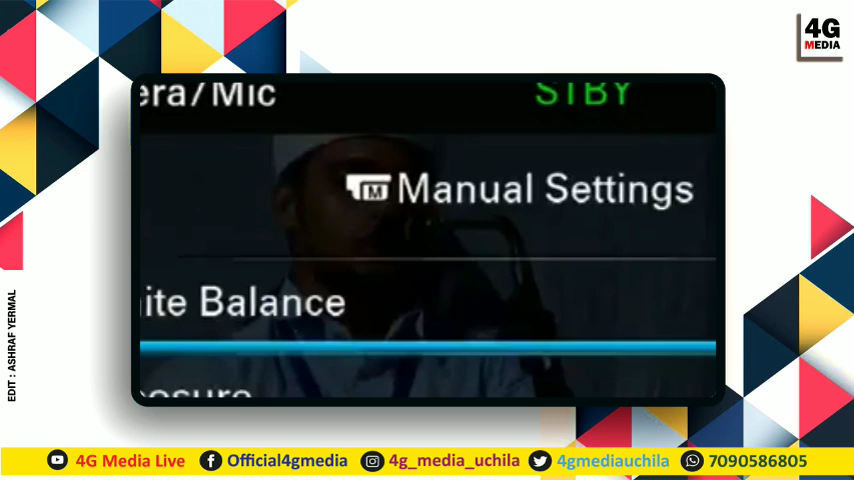 4G
MEDIA
era/Mic
STBY
Manual Settings
ite Balance
EDIT : ASHRAF YERMAL
4G Media Live
Official4gmedia
4g_media_uchila
4gmediauchila
7090586805